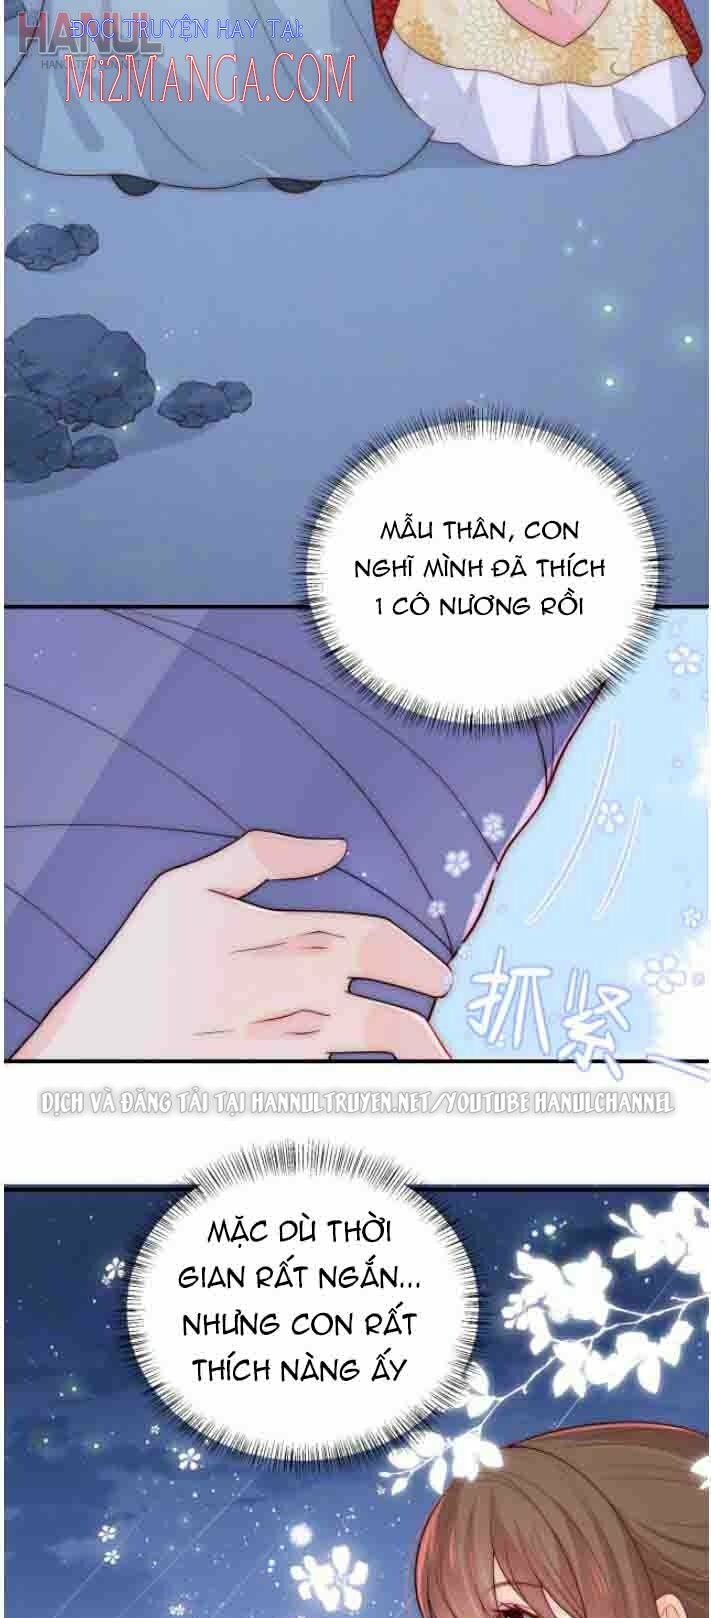 HANUL
HANULTRUYEN.NET
ĐỌC TRUYỆN HAY TẠI:
MI2MANGA.COM
MẪU THÂN, CON
NGHĨ MÌNH ĐÃ THÍCH
1 CÔ NƯƠNG RỒI
抓紧
DỊCH VÀ ĐĂNG TẢI TẠI HANNULTRUYEN.NET/YOUTUBE HANULCHANNEL
MẶC DÙ THỜI
GIAN RẤT NGẮN...
NHƯNG CON RẤT
THÍCH NÀNG ẤY